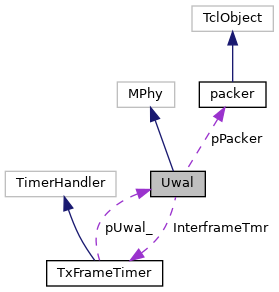 TclObject
MPhy
packer
pPacker
TimerHandler
Uwal
pUwal_
InterframeTmr
TxFrameTimer